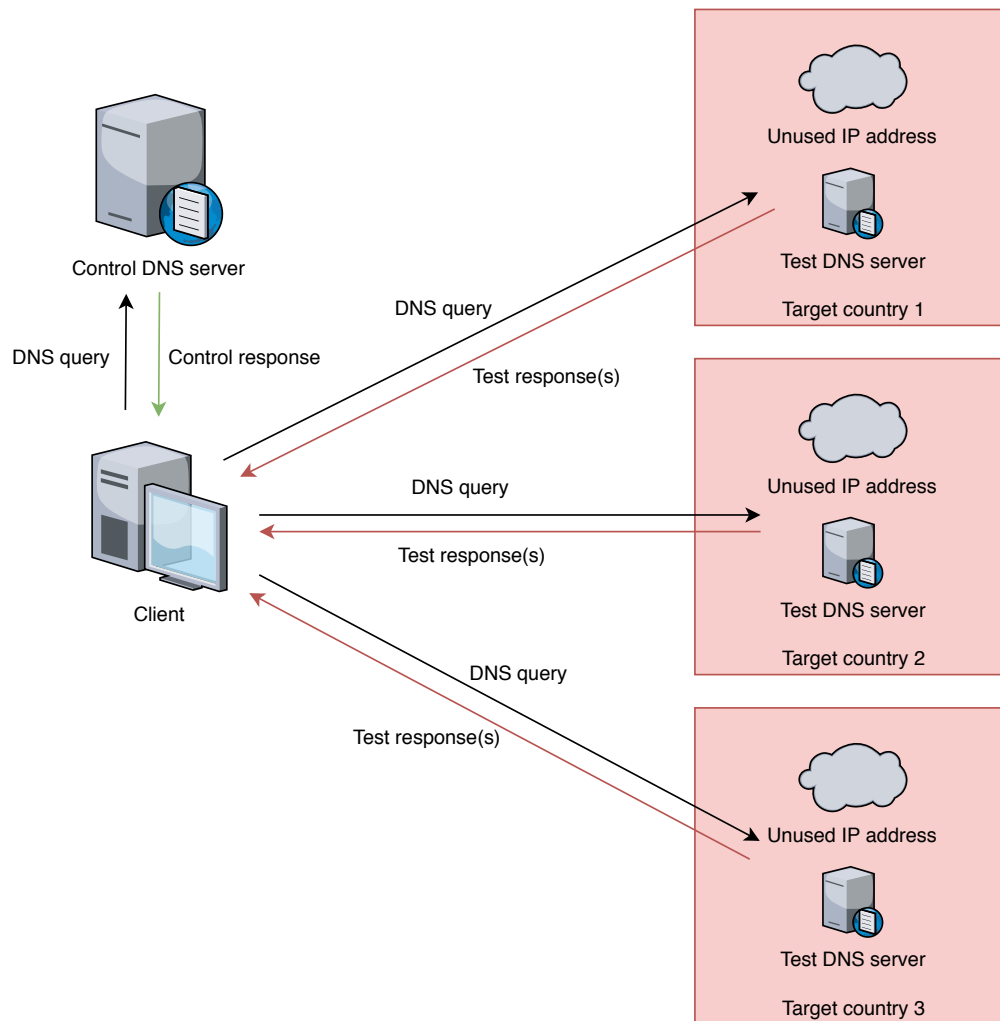 Unused IP address
Test DNS server
Target country 1
Control DNS server
DNS query
Control response
DNS query
Test response(s)
Unused IP address
Test DNS server
Target country 2
DNS query
Test response(s)
Client
DNS query
Test response(s)
Unused IP address
Test DNS server
Target country 3